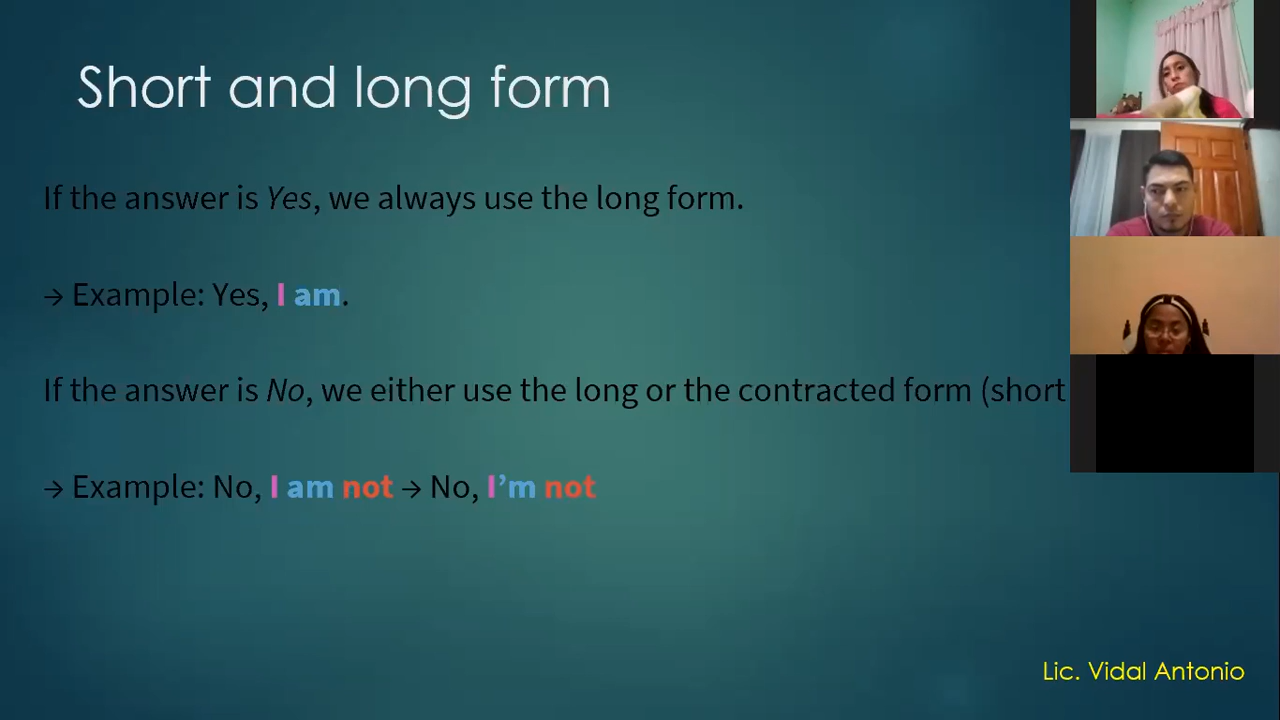 Short and long form
If the answer is Yes, we always use the long form.
→ Example: Yes, I am.
If the answer is No, we either use the long or the contracted form (short
→ Example: No, I am not → No, I’m not
Lic. Vidal Antonio